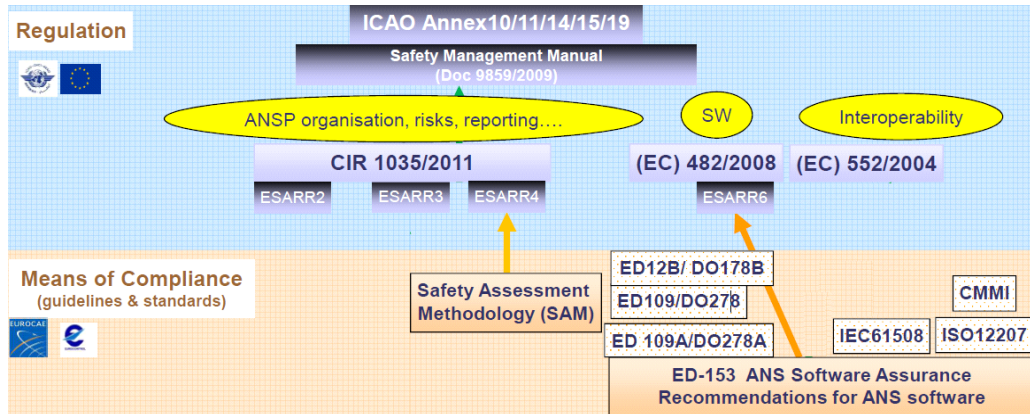 Regulation
ICAO Annex10/11/14/15/19
Safety Management Manual
(Doc 9859/2009)
ANSP organisation, risks, reporting….
SW
Interoperability
CIR 1035/2011
(EC) 482/2008
(EC) 552/2004
ESARR2
ESARR3
ESARR4
ESARR6
Means of Compliance
(guidelines & standards)
EUROCAE
Safety Assessment
Methodology (SAM)
ED12B/ DO178B
ED109/DO278
ED 109A/DO278A
CMMI
IEC61508
ISO12207
ED-153 ANS Software Assurance
Recommendations for ANS software